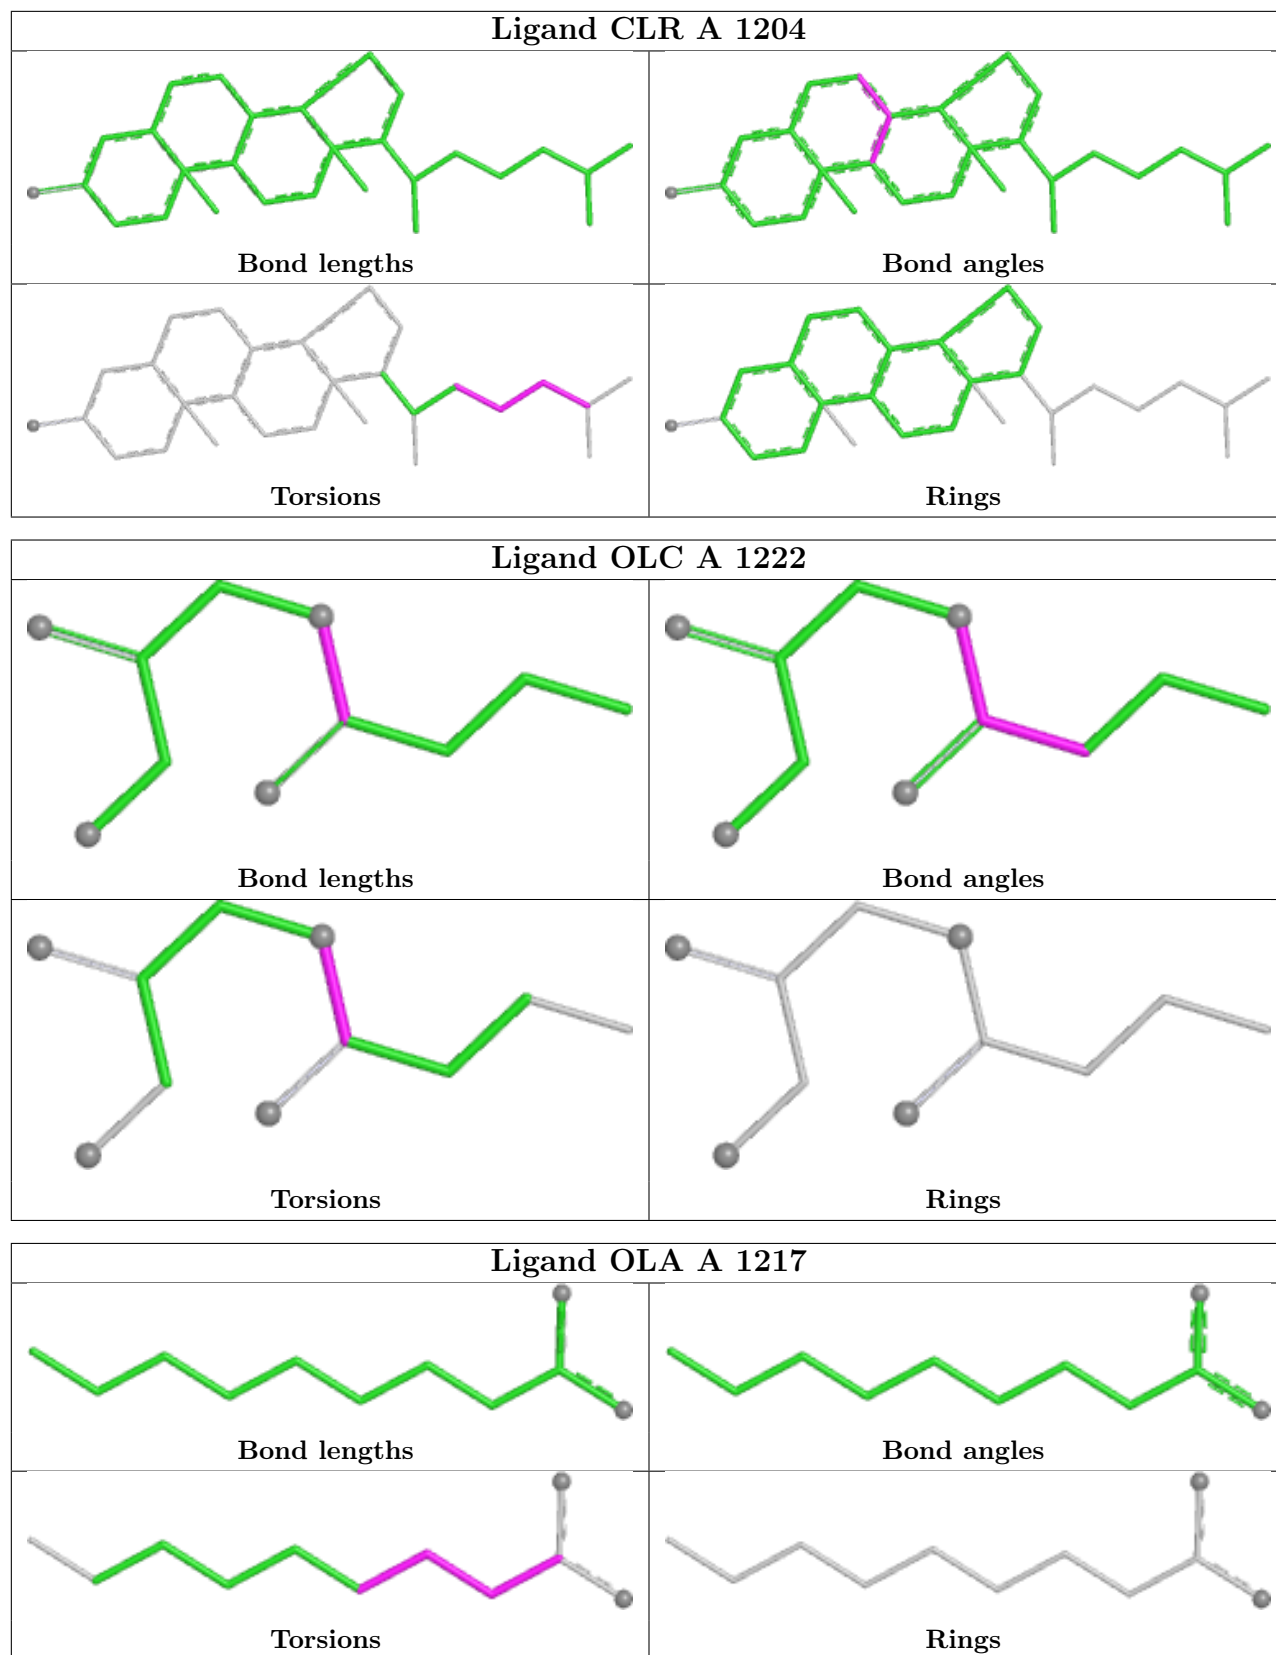 Ligand CLR A 1204
Bond lengths
Bond angles
Torsions
Rings
Ligand OLC A 1222
Bond lengths
Bond angles
Torsions
Rings
Ligand OLA A 1217
Bond lengths
Bond angles
Torsions
Rings